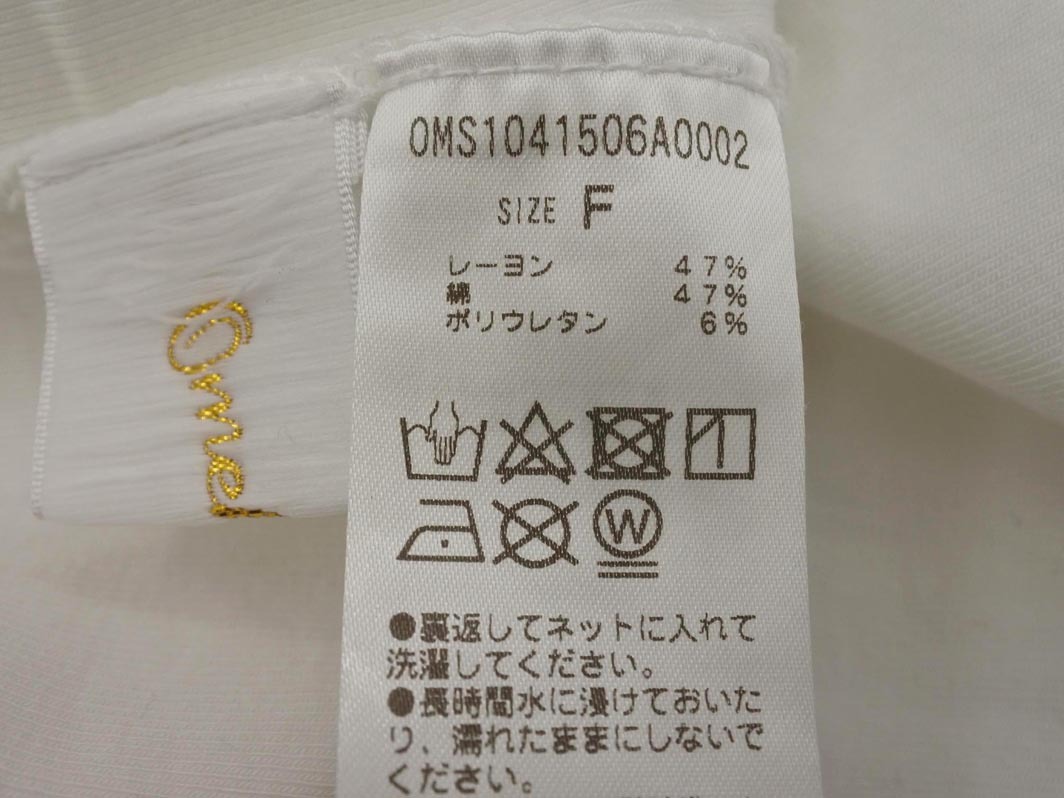 OMS1041506A0002
SIZE F
レーヨン 47%
綿 47%
ポリウレタン 6%
W
●裏返してネットに入れて
洗濯してください。
●長時間水に浸けておいた
り、濡れたままにしないで
ください。